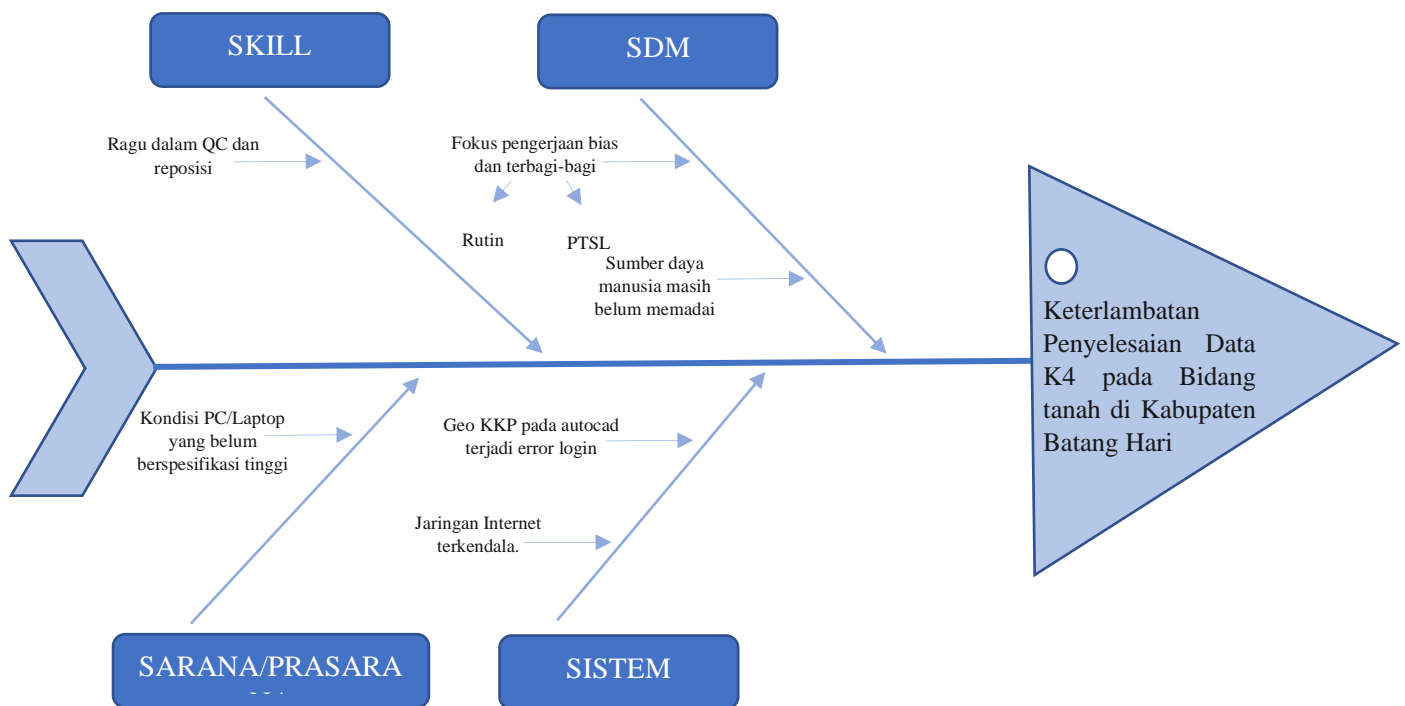 SKILL
SDM
Ragu dalam QC dan
reposisi
Fokus pengerjaan bias
dan terbagi-bagi
Rutin
PTSL
Sumber daya
manusia masih
belum memadai
Keterlambatan
Penyelesaian Data
K4 pada Bidang
tanah di Kabupaten
Batang Hari
Kondisi PC/Laptop
yang belum
berspesifikasi tinggi
Geo KKP pada autocad
terjadi error login
Jaringan Internet
terkendala.
SARANA/PRASARA
SISTEM